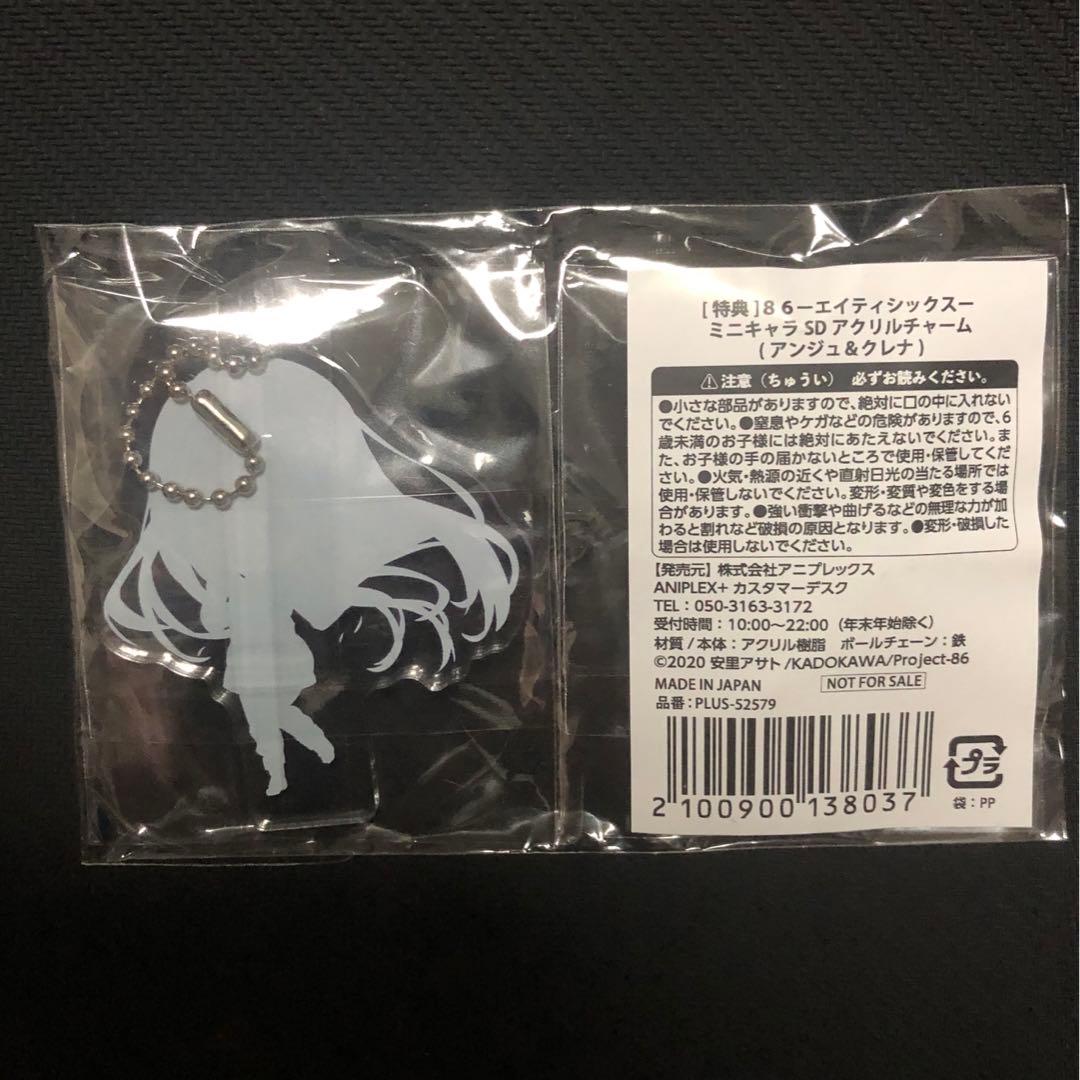 [特典]86ーエイティシックスー
ミニキャラSDアクリルチャーム
(アンジュ&クレナ)
⚠注意(ちゅうい) 必ずお読みください。
●小さな部品がありますので、絶対に口の中に入れない
でください。●窒息やケガなどの危険がありますので、6
歳未満のお子様には絶対にあたえないでください。ま
た、お子様の手の届かないところで使用・保管してくだ
さい。●火気・熱源の近くや直射日光の当たる場所では
使用・保管しないでください。変形・変質や変色をする場
合があります。●強い衝撃や曲げるなどの無理な力が加
わると割れなど破損の原因となります。●変形・破損した
場合は使用しないでください。
【発売元】株式会社アニプレックス
ANIPLEX+ カスタマーデスク
TEL:050-3163-3172
受付時間:10:00〜22:00(年末年始除く)
材質/本体:アクリル樹脂 ボールチェーン:鉄
©2020 安里アサト/KADOKAWA/Project-86
MADE IN JAPAN NOT FOR SALE
品番:PLUS-52579
2100900138037
プラ
袋:PP